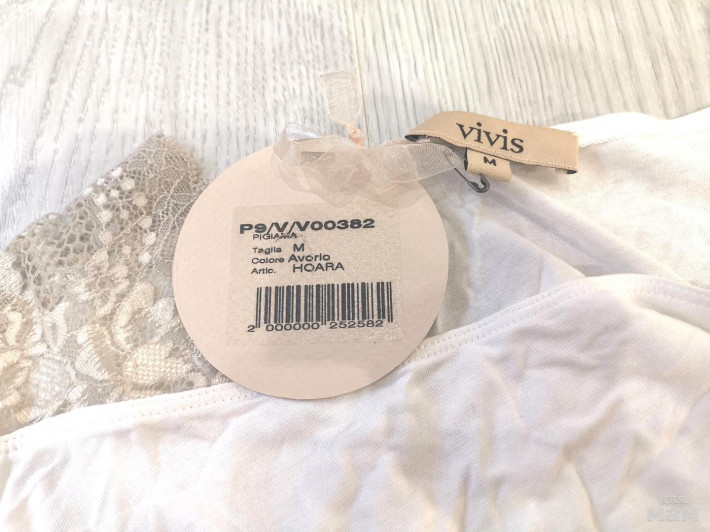 vivis
M
P9/V/V00382
PIGIAMA
Taglia M
Colore Avorio
Artic. HOARA
2 000000 252582